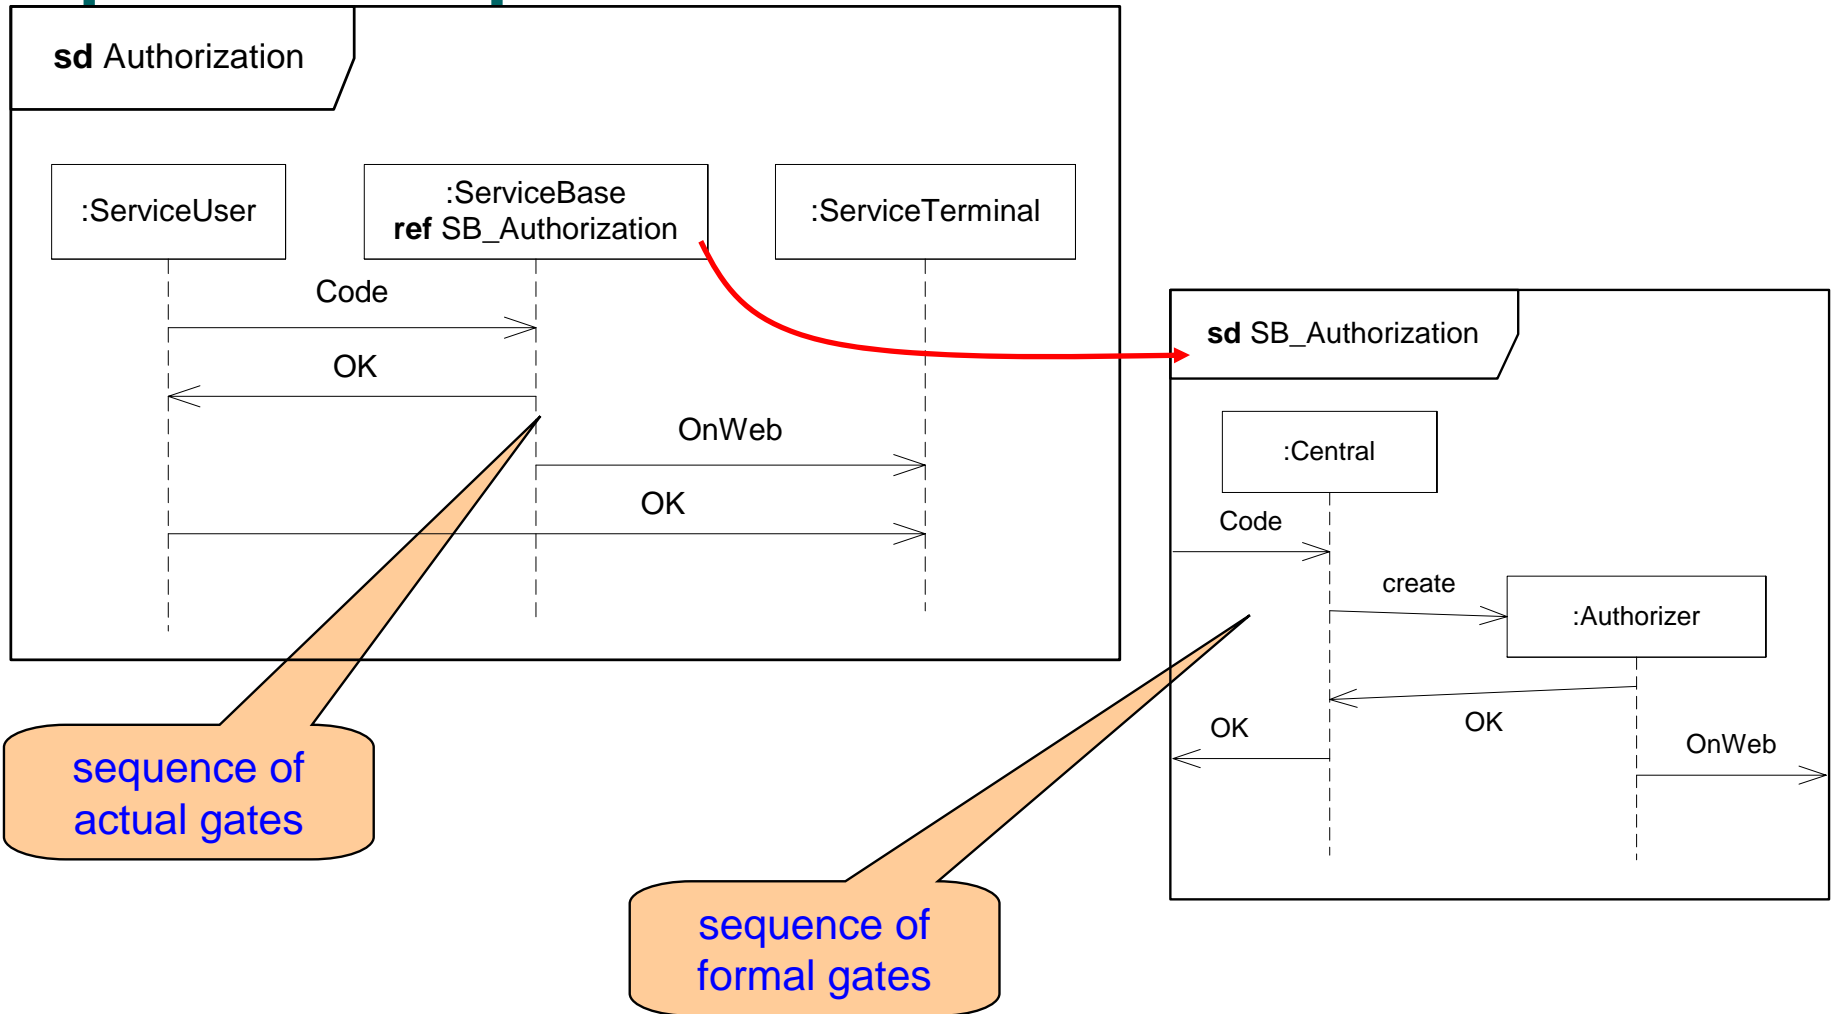 sd Authorization
:ServiceUser
:ServiceBase
ref SB_Authorization
:ServiceTerminal
Code
OK
OnWeb
OK
sd SB_Authorization
:Central
Code
create
:Authorizer
OK
OK
OnWeb
sequence of
actual gates
sequence of
formal gates